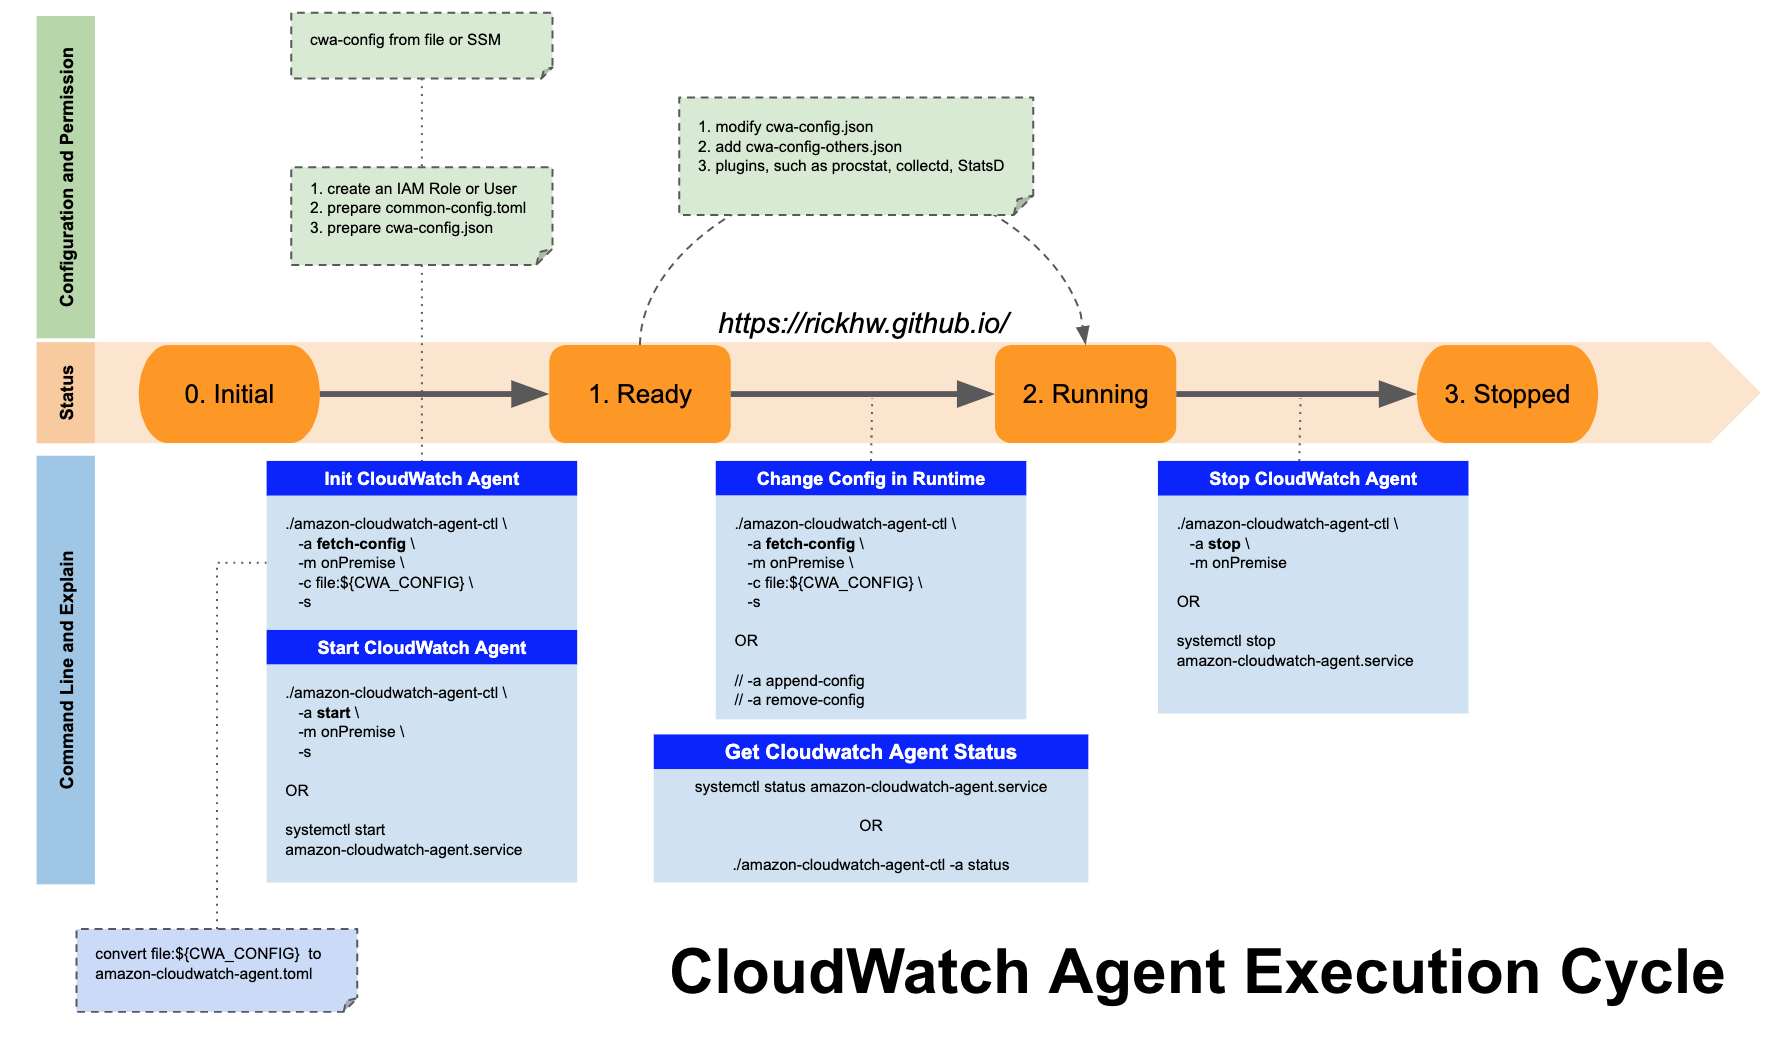 Configuration and Permission
cwa-config from file or SSM
1. create an IAM Role or User
2. prepare common-config.toml
3. prepare cwa-config.json
1. modify cwa-config.json
2. add cwa-config-others.json
3. plugins, such as procstat, collectd, StatsD
https://rickhw.github.io/
Status
0. Initial
1. Ready
2. Running
3. Stopped
Command Line and Explain
Init CloudWatch Agent
./amazon-cloudwatch-agent-ctl \
-a fetch-config \
-m onPremise \
-c file:${CWA_CONFIG} \
-s
Start CloudWatch Agent
./amazon-cloudwatch-agent-ctl \
-a start \
-m onPremise \
-s
OR
systemctl start
amazon-cloudwatch-agent.service
Change Config in Runtime
./amazon-cloudwatch-agent-ctl \
-a fetch-config \
-m onPremise \
-c file:${CWA_CONFIG} \
-s
OR
// -a append-config
// -a remove-config
Get Cloudwatch Agent Status
systemctl status amazon-cloudwatch-agent.service
OR
./amazon-cloudwatch-agent-ctl -a status
Stop CloudWatch Agent
./amazon-cloudwatch-agent-ctl \
-a stop \
-m onPremise
OR
systemctl stop
amazon-cloudwatch-agent.service
convert file:${CWA_CONFIG} to
amazon-cloudwatch-agent.toml
CloudWatch Agent Execution Cycle